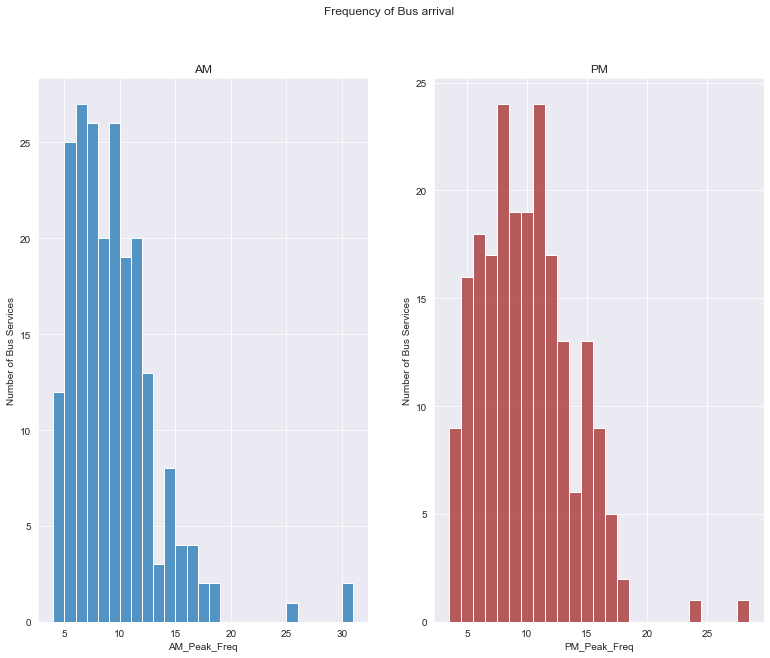 Frequency of Bus arrival
AM
PM
25
20
15
10
5
0
Number of Bus Services
5 10 15 20 25 30
AM_Peak_Freq
25
20
15
10
5
0
Number of Bus Services
5 10 15 20 25
PM_Peak_Freq